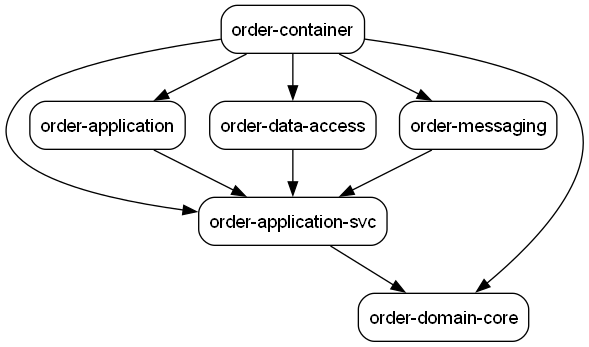 order-container
order-application
order-data-access
order-messaging
order-application-svc
order-domain-core